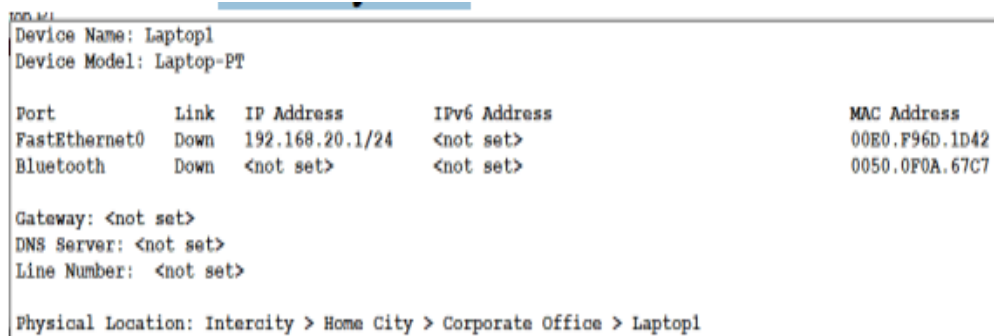 Device Name: Laptop1
Device Model: Laptop-PT
Port Link IP Address IPv6 Address MAC Address
FastEthernet0 Down 192.168.20.1/24 <not set> 00E0.F96D.1D42
Bluetooth Down <not set> <not set> 0050.0F0A.67C7
Gateway: <not set>
DNS Server: <not set>
Line Number: <not set>
Physical Location: Intercity > Home City > Corporate Office > Laptop1